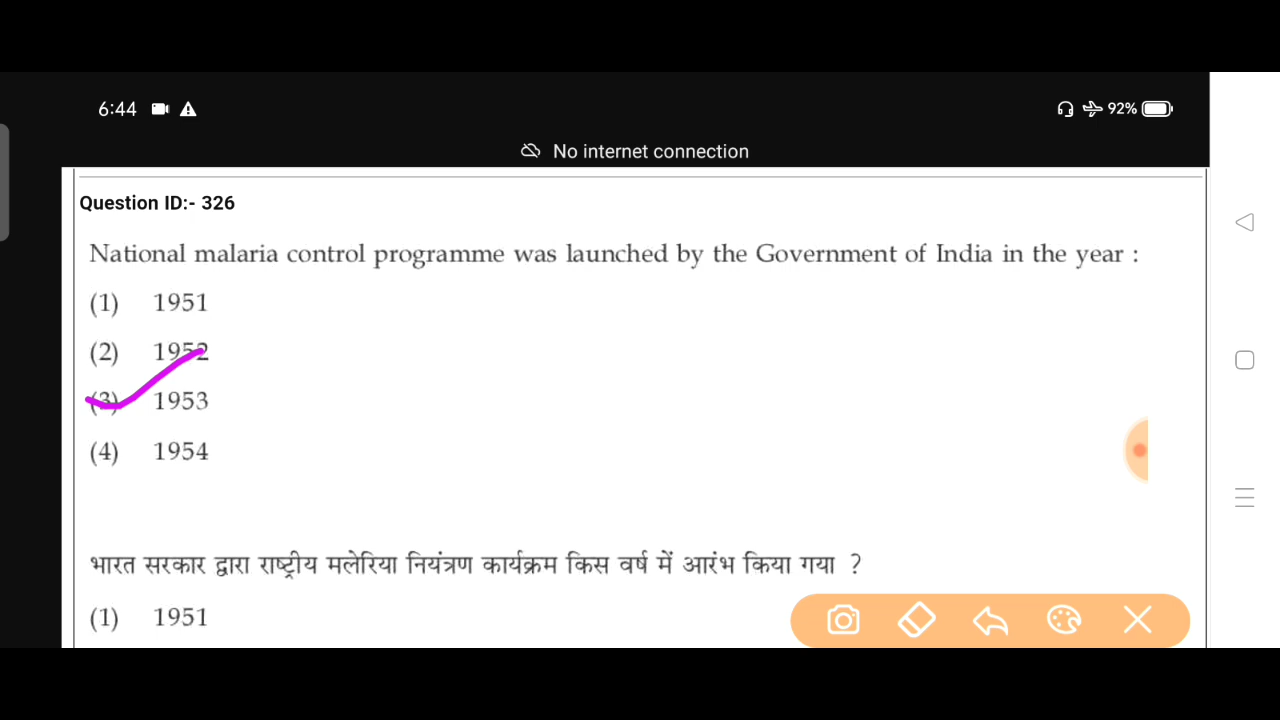 6:44
92%
No internet connection
Question ID:- 326
National malaria control programme was launched by the Government of India in the year :
(1) 1951
(2) 1952
(3) 1953
(4) 1954
भारत सरकार द्वारा राष्ट्रीय मलेरिया नियंत्रण कार्यक्रम किस वर्ष में आरंभ किया गया ?
(1) 1951